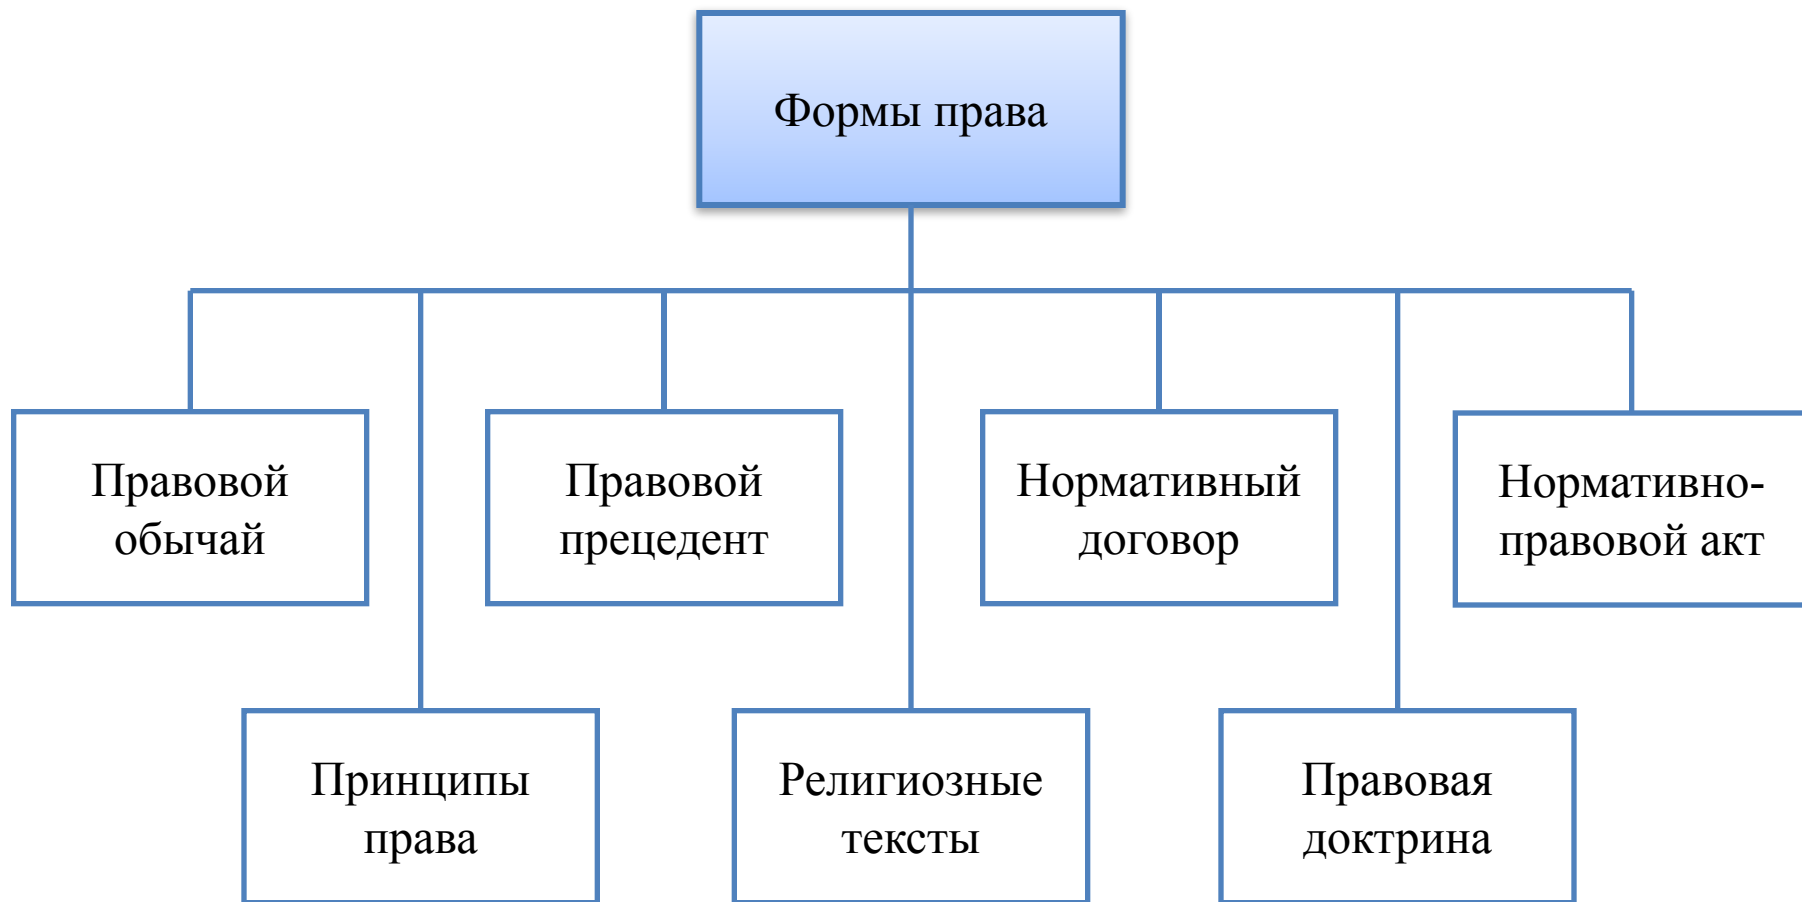 Формы права
Правовой
обычай
Правовой
прецедент
Нормативный
договор
Нормативно-
правовой акт
Принципы
права
Религиозные
тексты
Правовая
доктрина